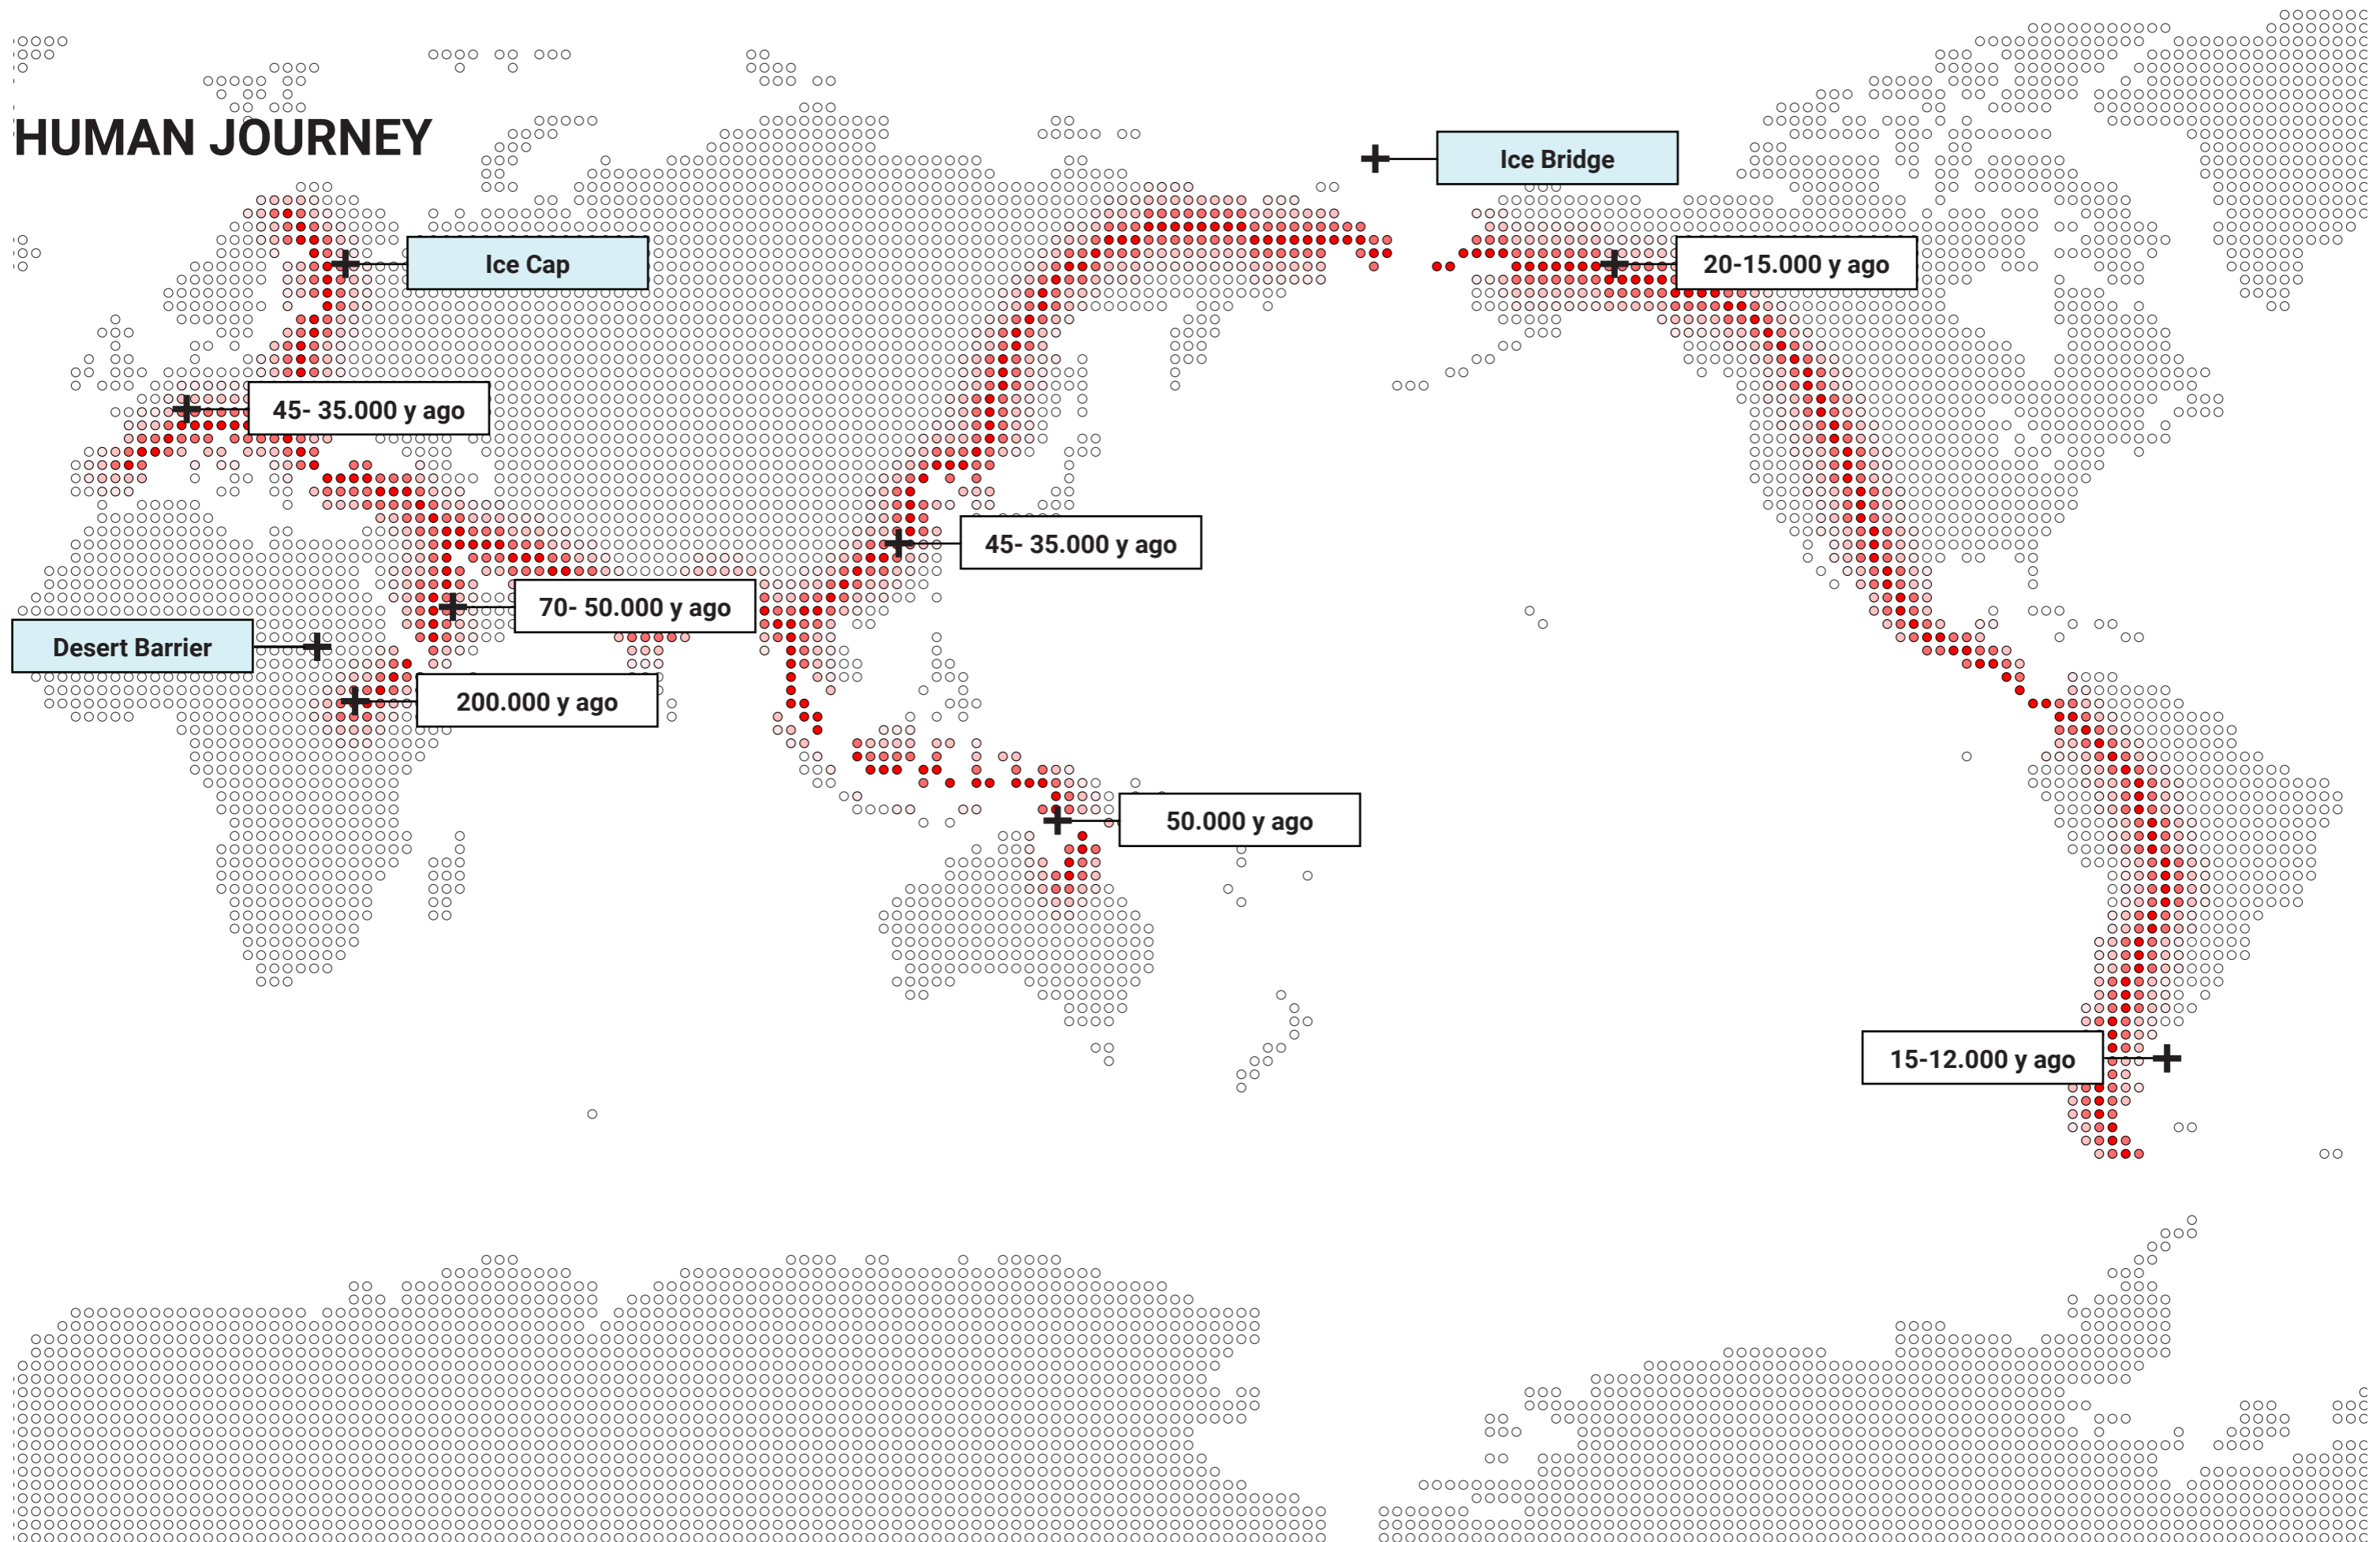 HUMAN JOURNEY
Ice Bridge
Ice Cap
20-15.000 y ago
45- 35.000 y ago
45- 35.000 y ago
70- 50.000 y ago
Desert Barrier
200.000 y ago
50.000 y ago
15-12.000 y ago